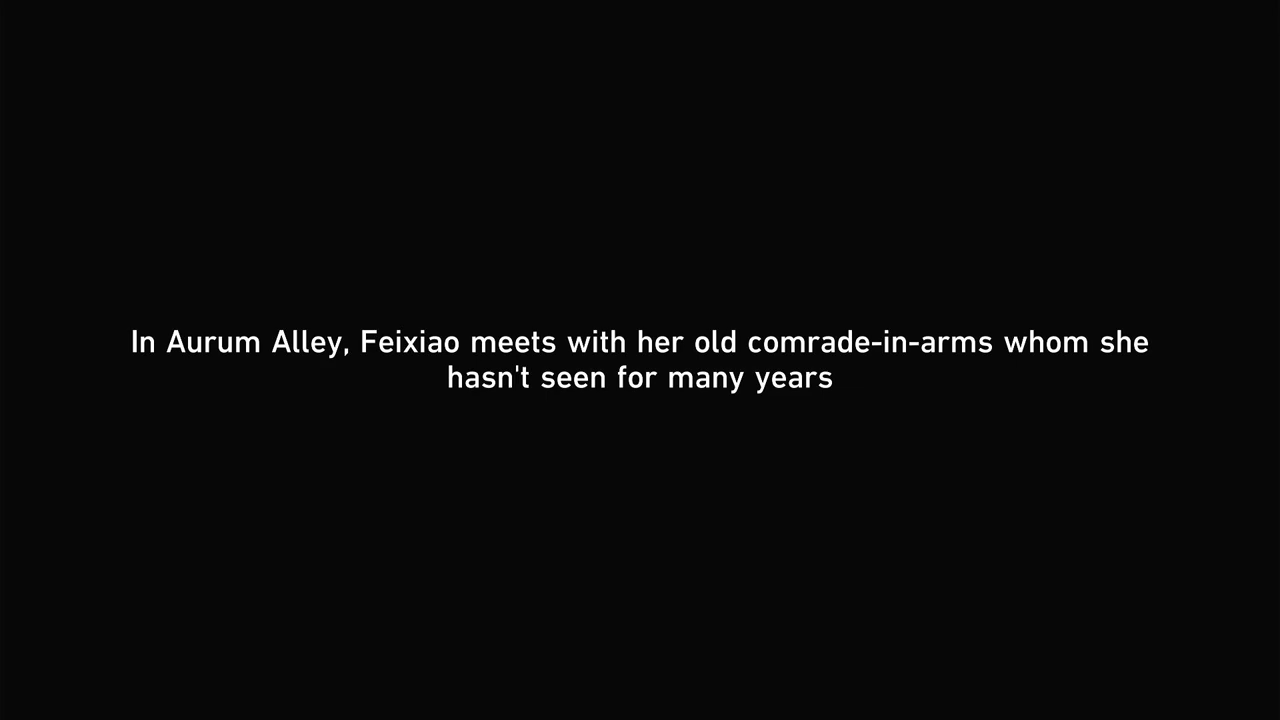 In Aurum Alley, Feixiao meets with her old comrade-in-arms whom she
hasn't seen for many years